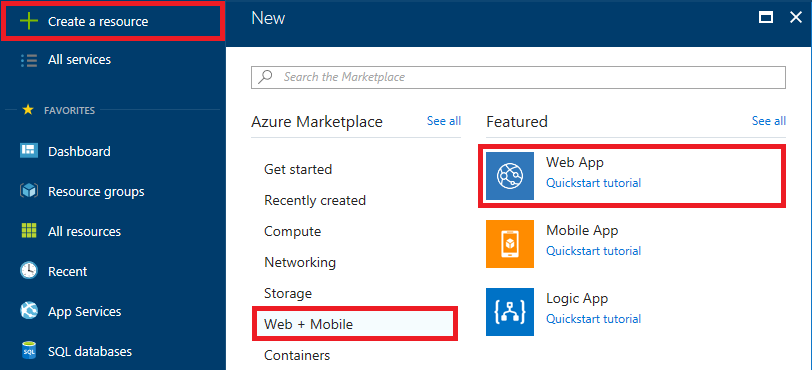 Create a resource
All services
FAVORITES
Dashboard
Resource groups
All resources
Recent
App Services
SQL
SQL databases
New
Search the Marketplace
Azure Marketplace
See all
Get started
Recently created
Compute
Networking
Storage
Web + Mobile
Containers
Featured
See all
Web App
Quickstart tutorial
Mobile App
Quickstart tutorial
Logic App
Quickstart tutorial